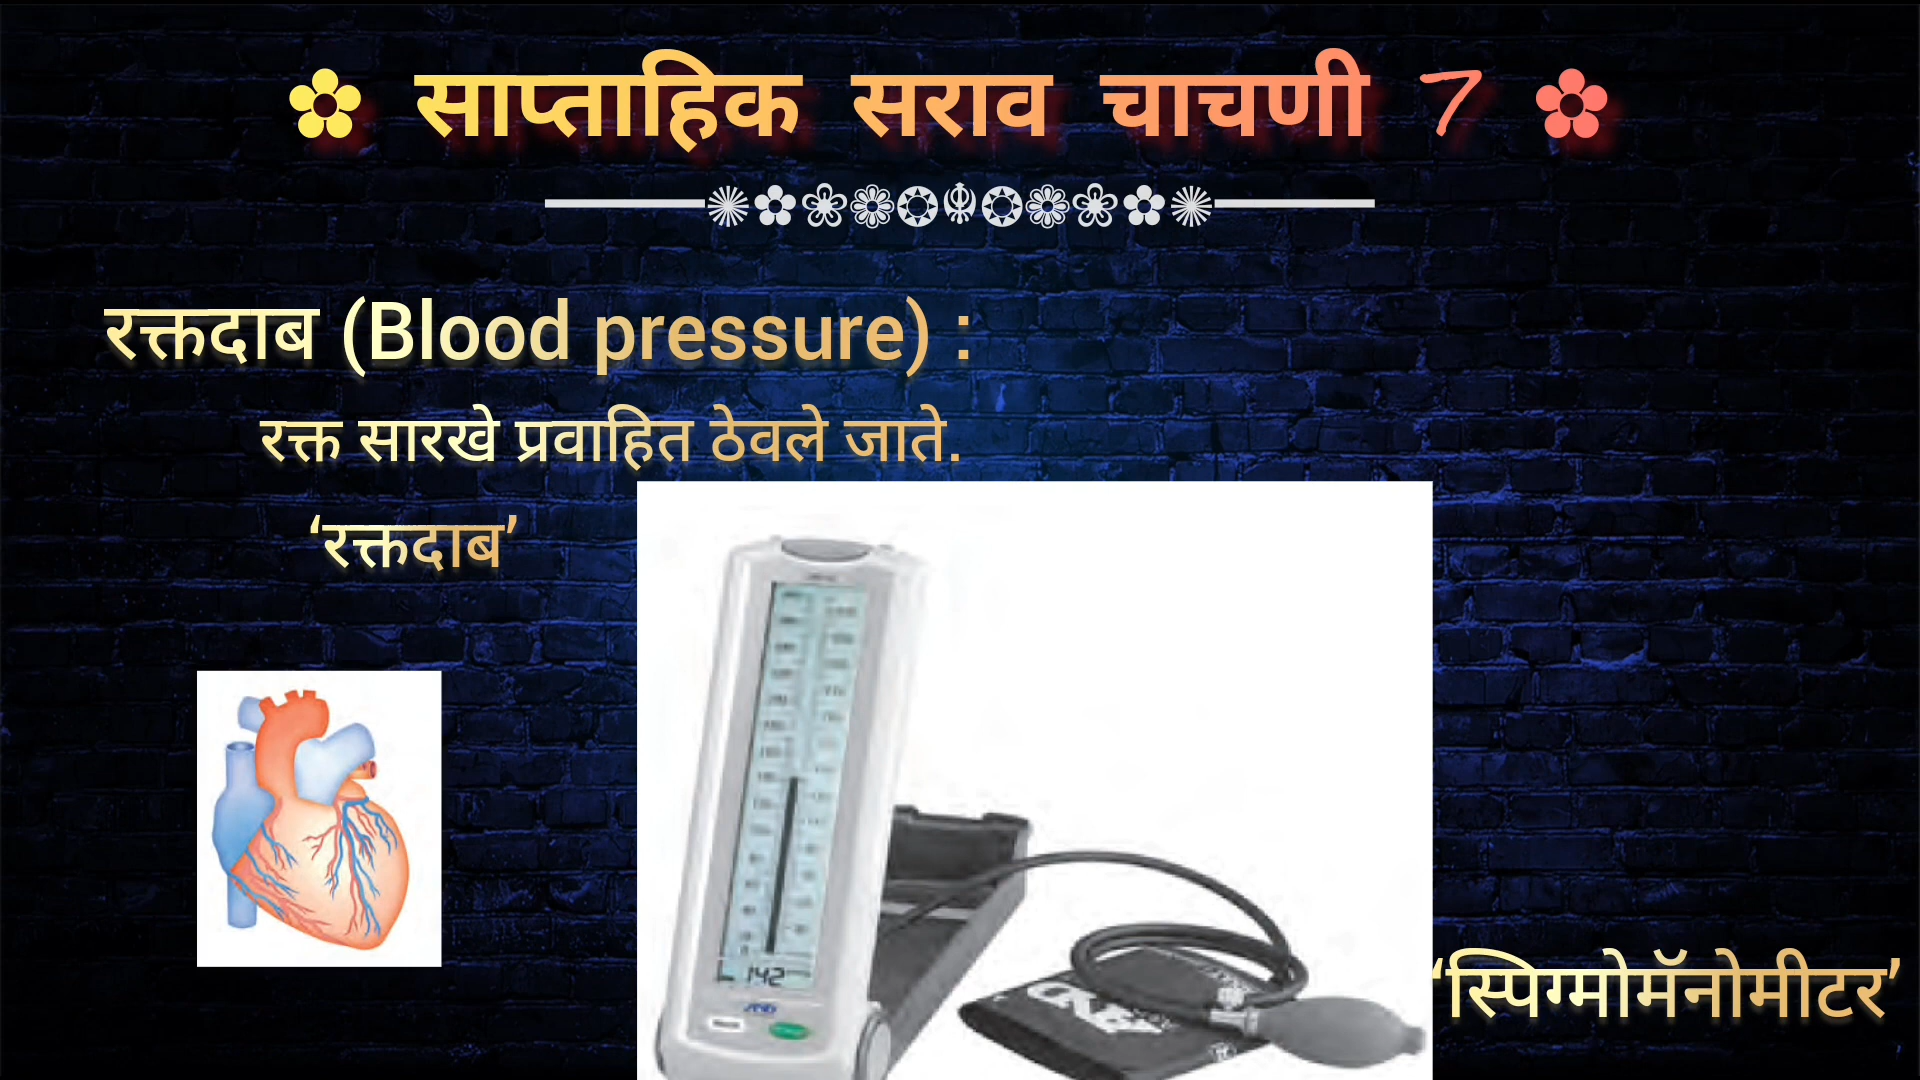 ✿ साप्ताहिक सराव चाचणी 7 ✿
रक्तदाब (Blood pressure) :
रक्त सारखे प्रवाहित ठेवले जाते.
‘रक्तदाब’
142
‘स्पिग्मोमॅनोमीटर’